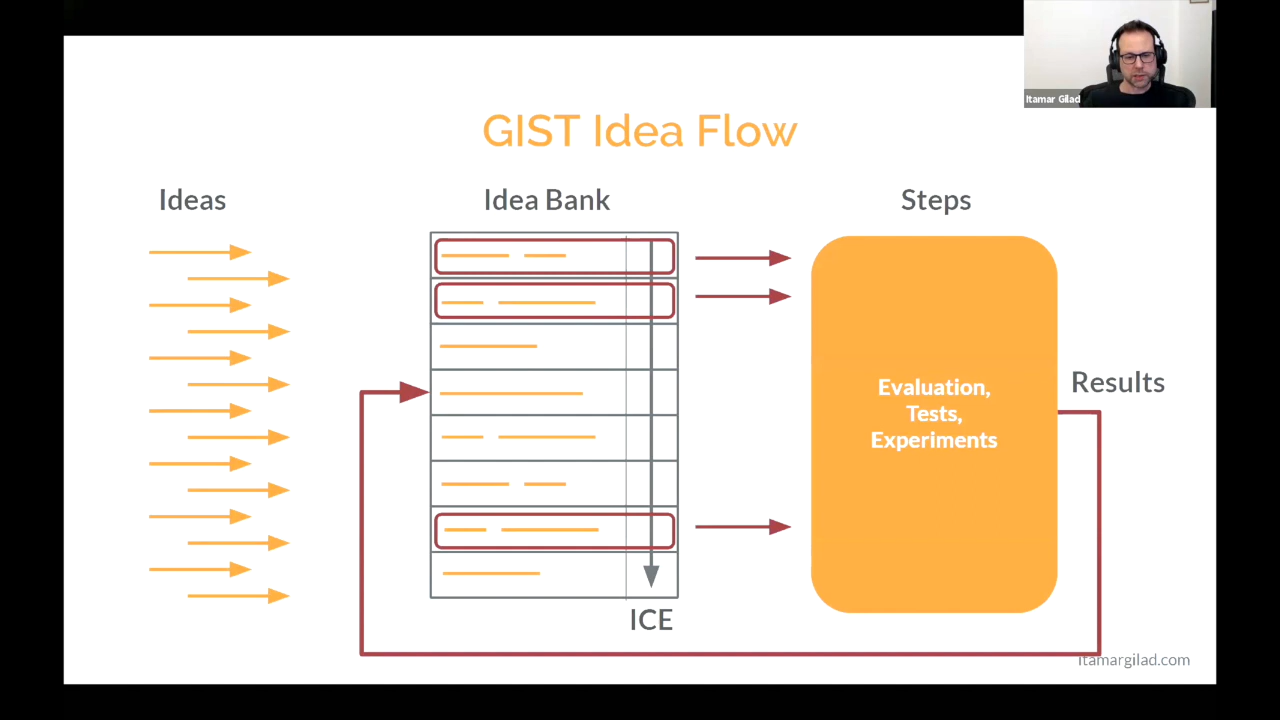 Itamar Gilad
GIST Idea Flow
Ideas
Idea Bank
Steps
Evaluation,
Tests,
Experiments
Results
ICE
itamargilad.com